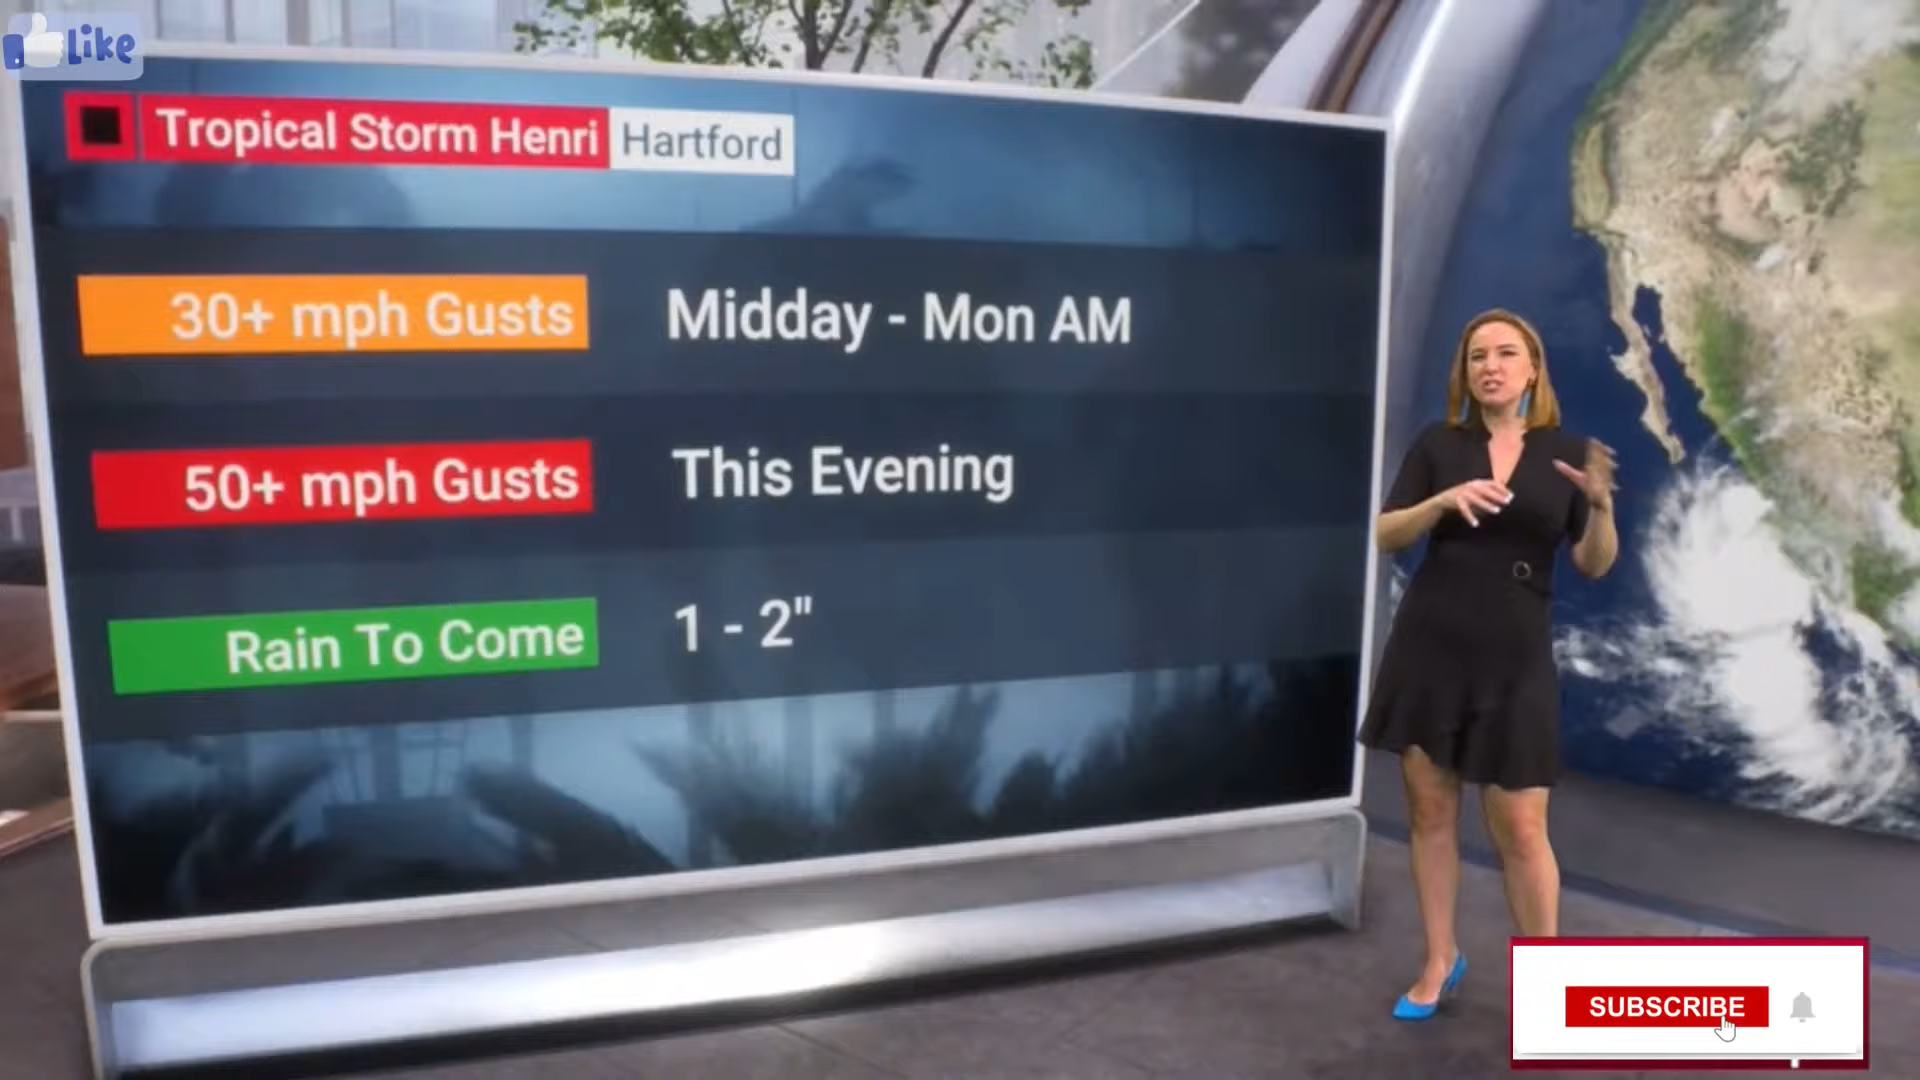 Like
Tropical Storm Henri Hartford
30+ mph Gusts Midday - Mon AM
50+ mph Gusts This Evening
Rain To Come 1 - 2"
SUBSCRIBE